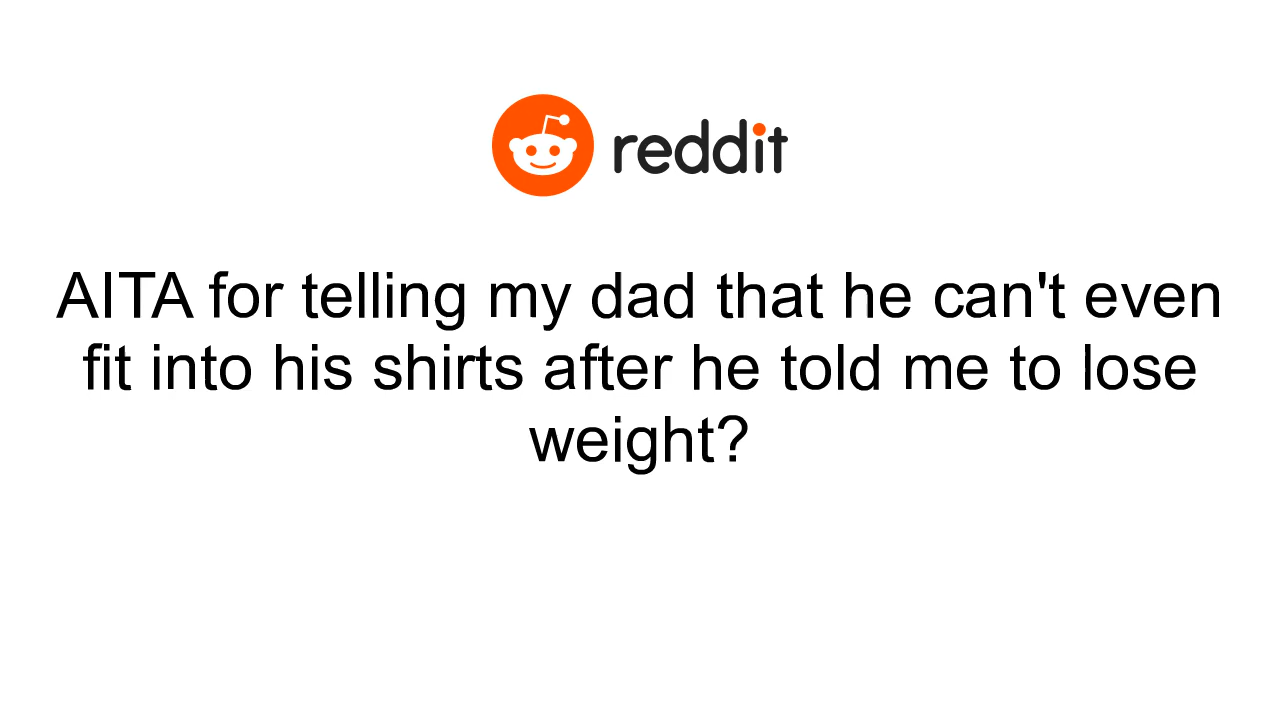 reddit
AITA for telling my dad that he can't even
fit into his shirts after he told me to lose
weight?